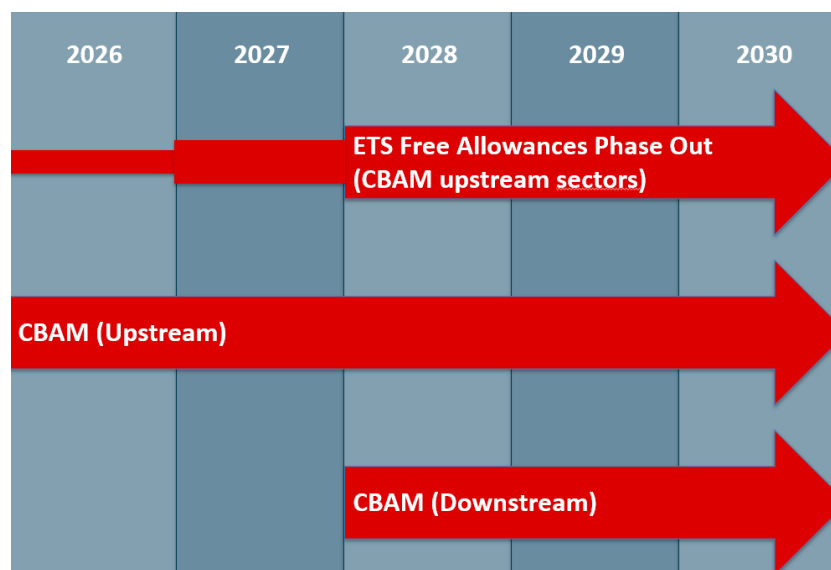 2026 2027 2028 2029 2030
ETS Free Allowances Phase Out
(CBAM upstream sectors)
CBAM (Upstream)
CBAM (Downstream)